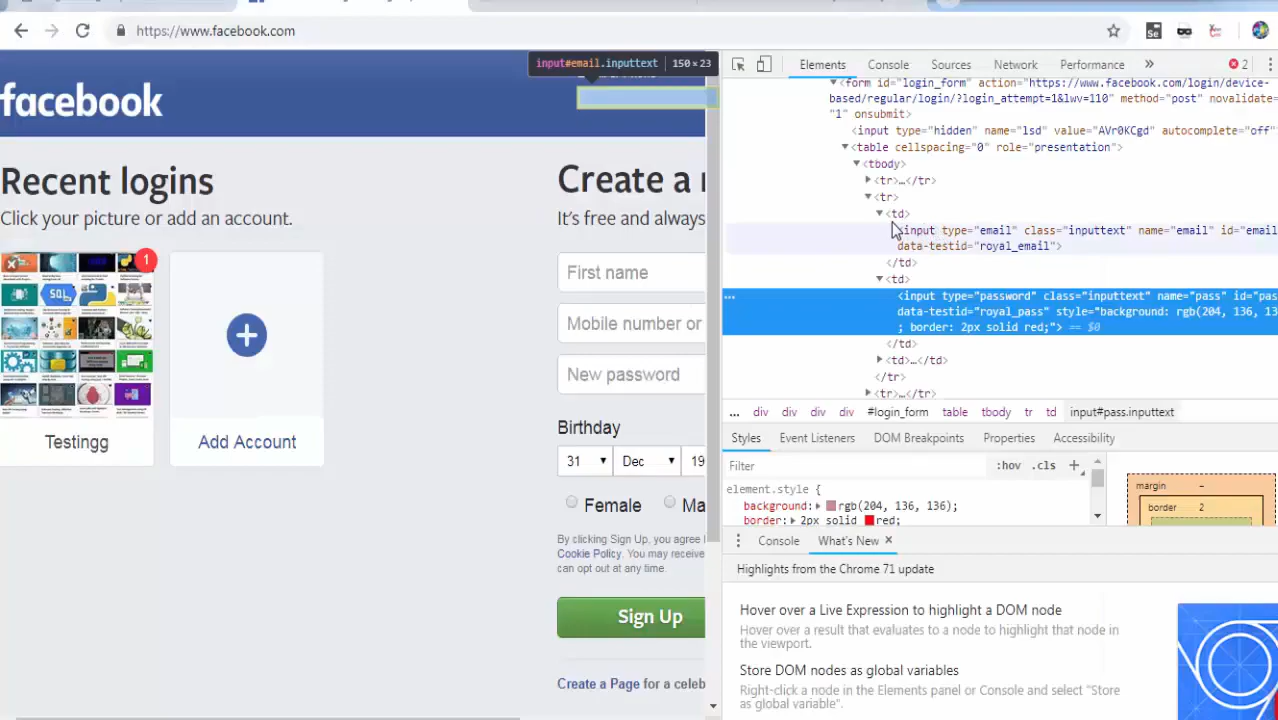 https://www.facebook.com
input#email.inputtext 150×23
facebook
Recent logins
Click your picture or add an account.
1
SQL
Testingg
Add Account
Create a
It's free and always
First name
Mobile number or
New password
Birthday
31 Dec 19
Female Ma
By clicking Sign Up, you agree
Cookie Policy. You may receive
can opt out at any time.
Sign Up
Create a Page for a celeb
Elements Console Sources Network Performance » 2
<form id="login_form" action="https://www.facebook.com/login/device-
based/regular/login/?login_attempt=1&lwv=110" method="post" novalidate=
"1" onsubmit>
<input type="hidden" name="lsd" value="AVr0KCgd" autocomplete="off"
<table cellspacing="0" role="presentation">
<tbody>
<tr>…</tr>
<tr>
<td>
<input type="email" class="inputtext" name="email" id="email
data-testid="royal_email">
</td>
<td>
<input type="password" class="inputtext" name="pass" id="pas
data-testid="royal_pass" style="background: rgb(204, 136, 13
; border: 2px solid red;"> == $0
</td>
<td>…</td>
</tr>
<tr>…</tr>
... div div div div #login_form table tbody tr td input#pass.inputtext
Styles Event Listeners DOM Breakpoints Properties Accessibility
Filter :hov .cls +
element.style {
background: rgb(204, 136, 136);
border: 2px solid red;
margin -
border 2
Console What's New ×
Highlights from the Chrome 71 update
Hover over a Live Expression to highlight a DOM node
Hover over a result that evaluates to a node to highlight that node in
the viewport.
Store DOM nodes as global variables
Right-click a node in the Elements panel or Console and select "Store
as global variable".